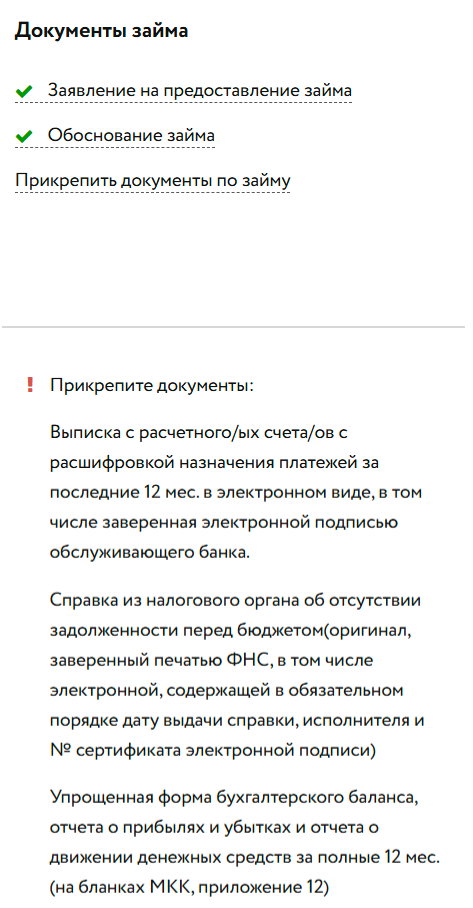 Документы займа
Заявление на предоставление займа
Обоснование займа
Прикрепить документы по займу
Прикрепите документы:
Выписка с расчетного/ых счета/ов с
расшифровкой назначения платежей за
последние 12 мес. в электронном виде, в том
числе заверенная электронной подписью
обслуживающего банка.
Справка из налогового органа об отсутствии
задолженности перед бюджетом(оригинал,
заверенный печатью ФНС, в том числе
электронной, содержащей в обязательном
порядке дату выдачи справки, исполнителя и
№ сертификата электронной подписи)
Упрощенная форма бухгалтерского баланса,
отчета о прибылях и убытках и отчета о
движении денежных средств за полные 12 мес.
(на бланках МКК, приложение 12)